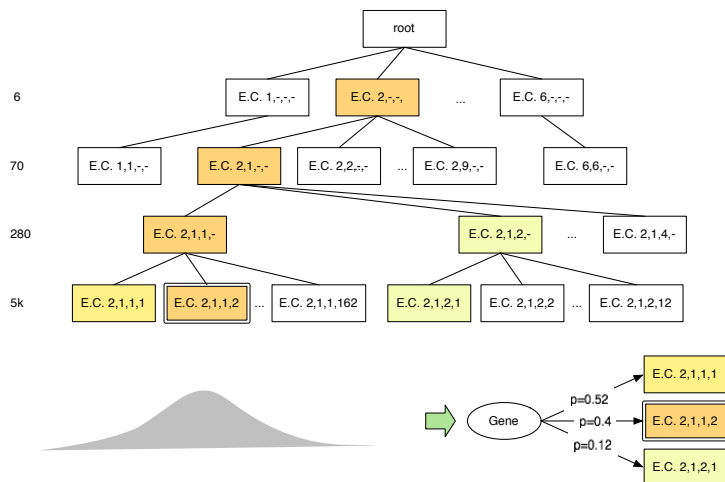 root
6
E.C. 1,-,-,-
E.C. 2,-,-,
...
E.C. 6,-,-,-
70
E.C. 1,1,-,-
E.C. 2,1,-,-
E.C. 2,2,-,-
...
E.C. 2,9,-,-
E.C. 6,6,-,-
280
E.C. 2,1,1,-
E.C. 2,1,2,-
...
E.C. 2,1,4,-
5k
E.C. 2,1,1,1
E.C. 2,1,1,2
...
E.C. 2,1,1,162
E.C. 2,1,2,1
E.C. 2,1,2,2
...
E.C. 2,1,2,12
Gene
p=0.52
E.C. 2,1,1,1
p=0.4
E.C. 2,1,1,2
p=0.12
E.C. 2,1,2,1